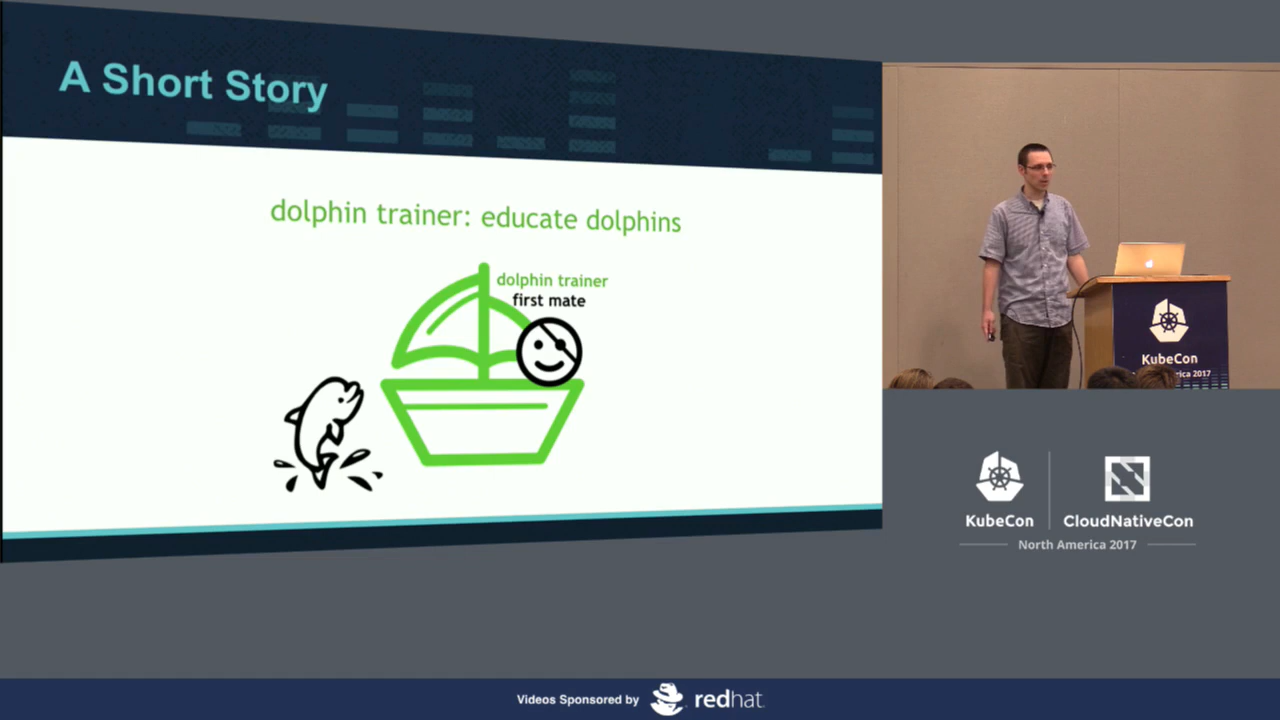 A Short Story
dolphin trainer: educate dolphins
dolphin trainer
first mate
KubeCon
America 2017
KubeCon
CloudNativeCon
North America 2017
Videos Sponsored by
redhat